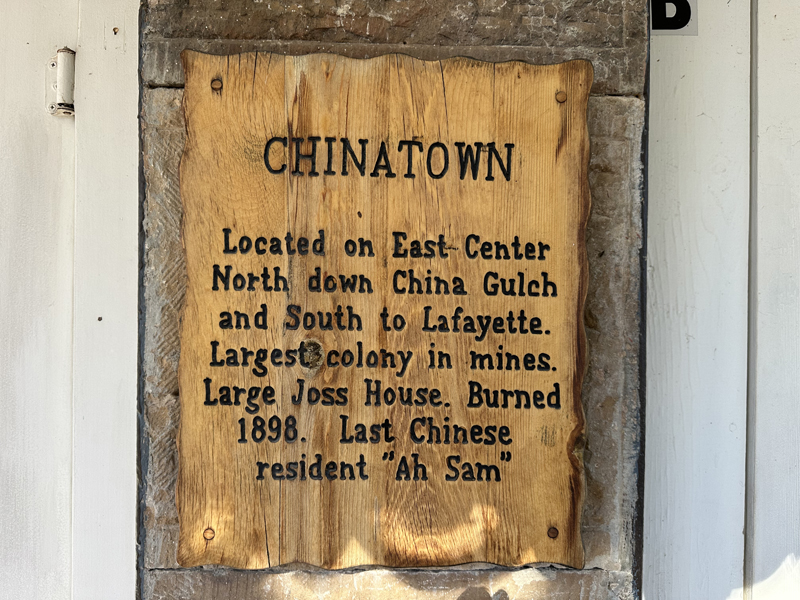 B
CHINATOWN
Located on East Center
North down China Gulch
and South to Lafayette.
Largest colony in mines.
Large Joss House. Burned
1898. Last Chinese
resident "Ah Sam"